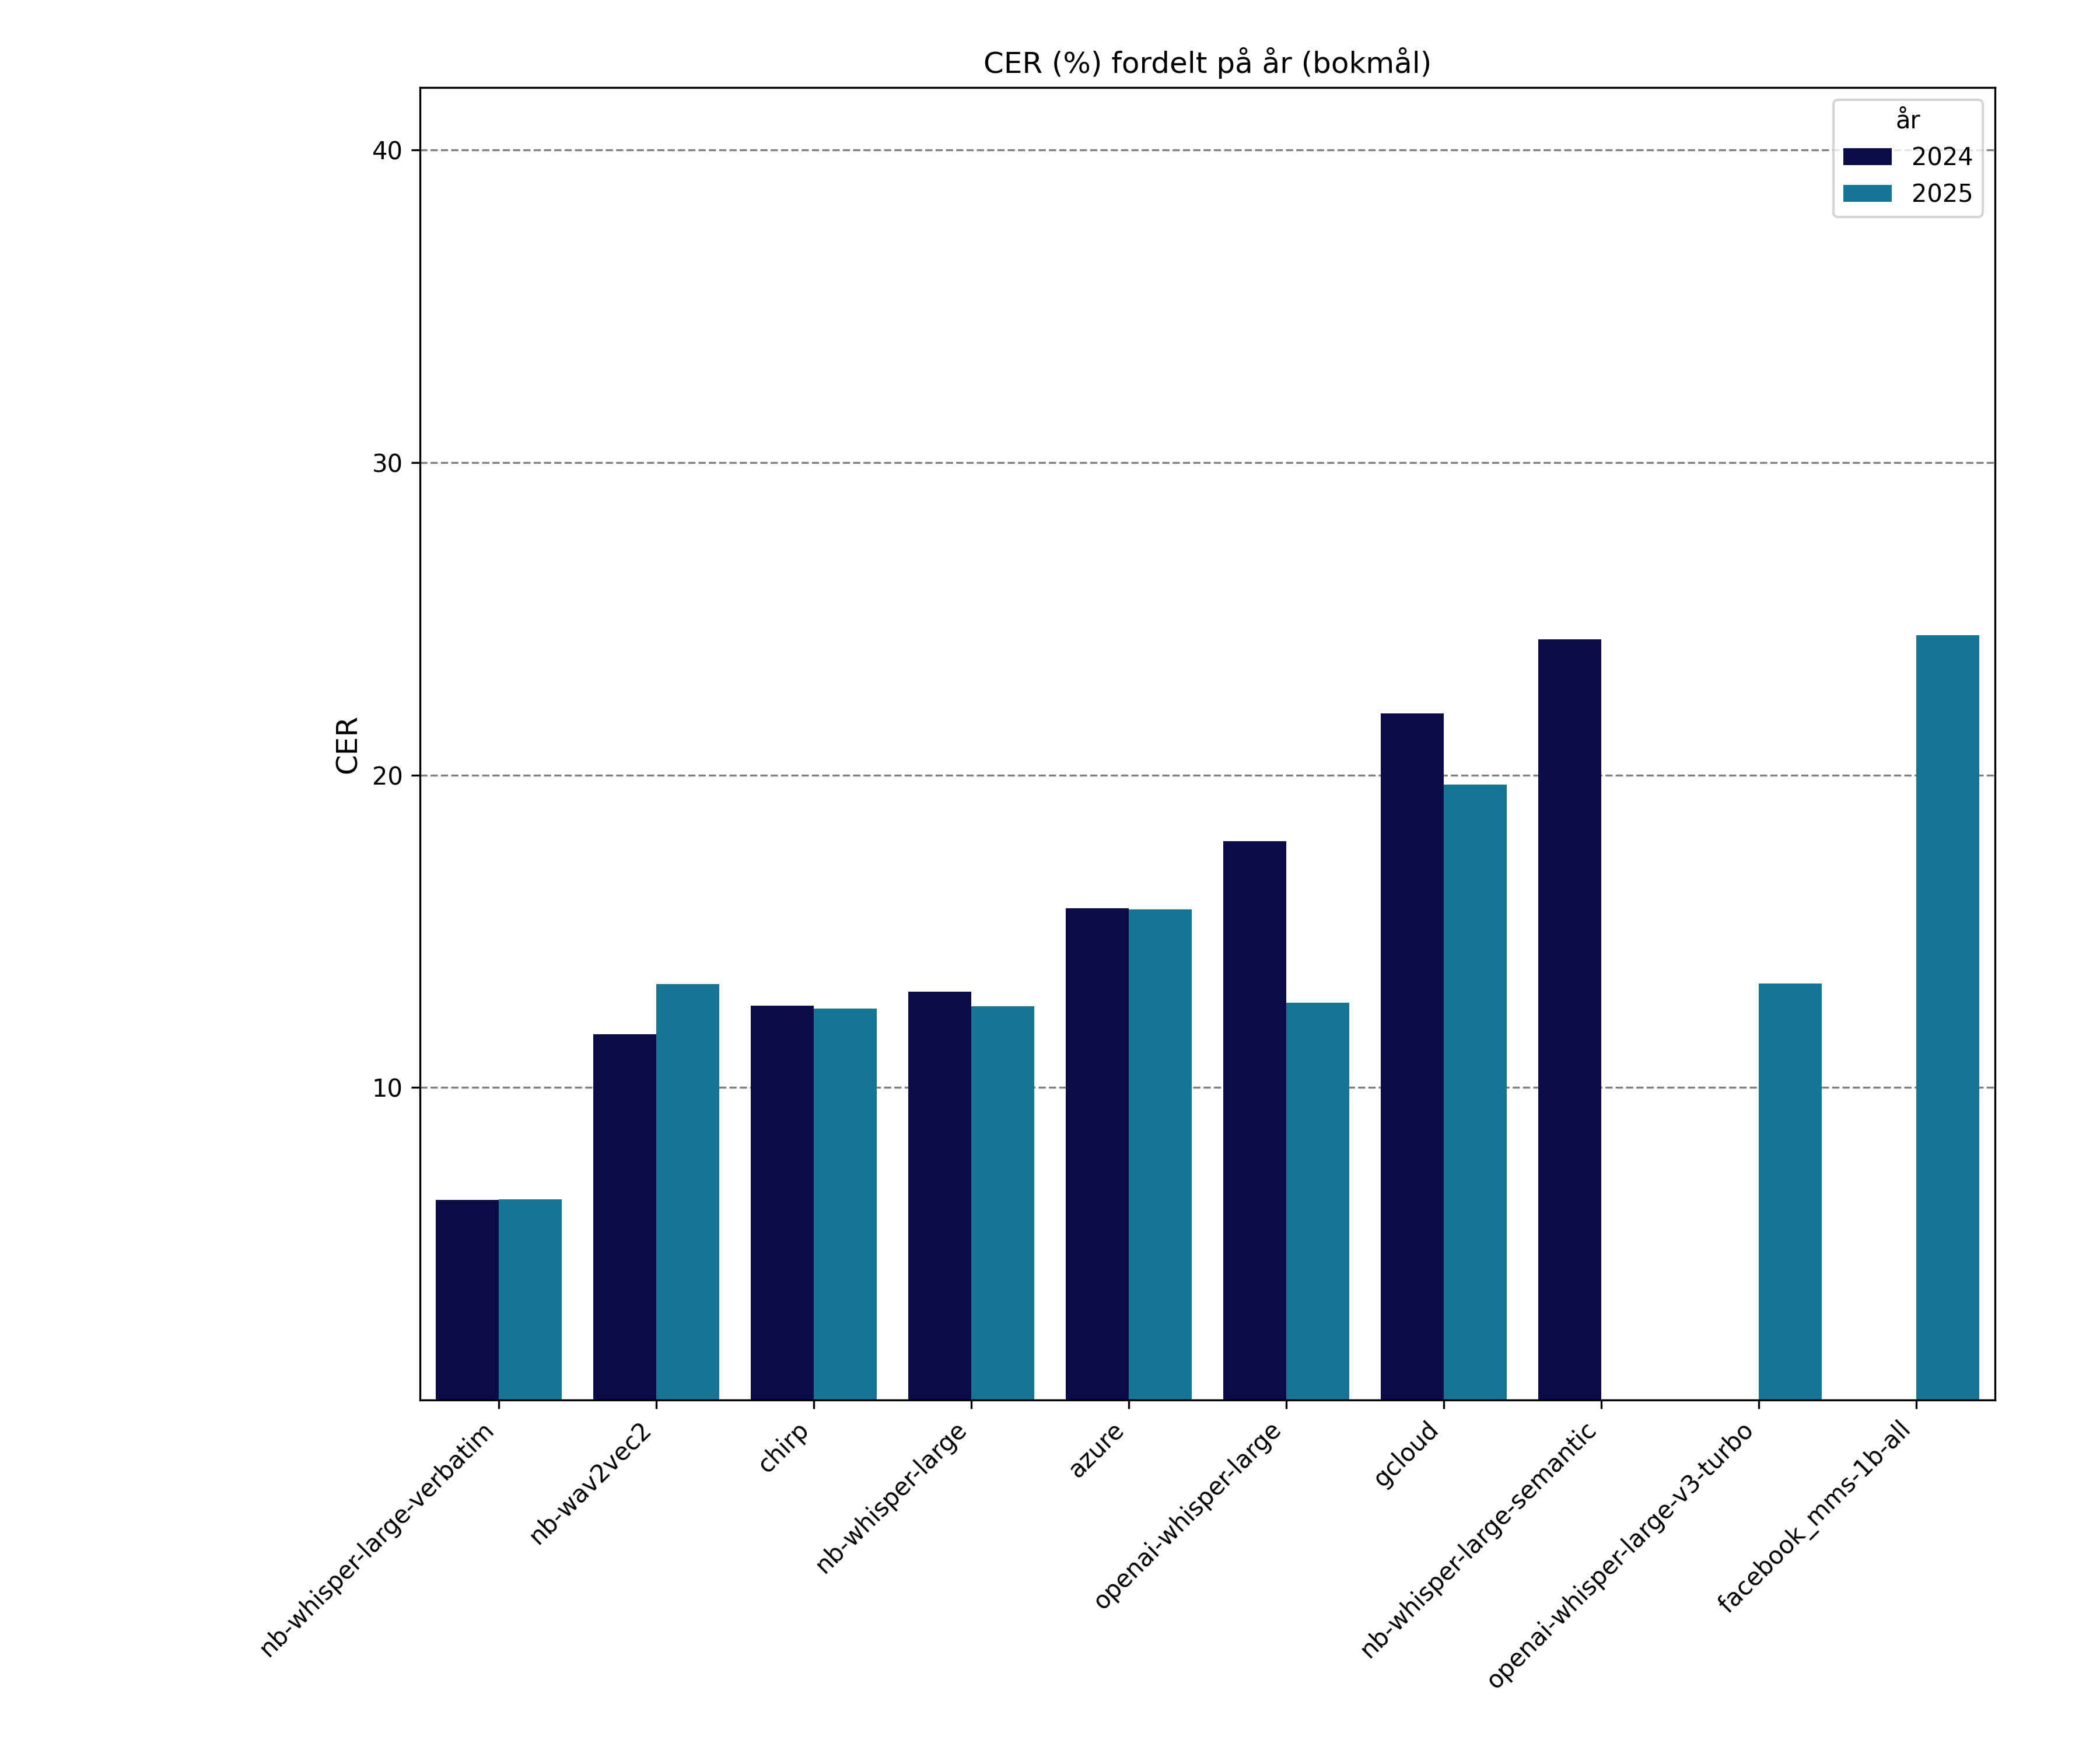 CER (%) fordelt på år (bokmål)
år
2024
2025
40
30
20
10
CER
nb-whisper-large-verbatim
nb-wav2vec2
chirp
nb-whisper-large
azure
openai-whisper-large
gcloud
nb-whisper-large-semantic
openai-whisper-large-v3-turbo
facebook_mms-1b-all